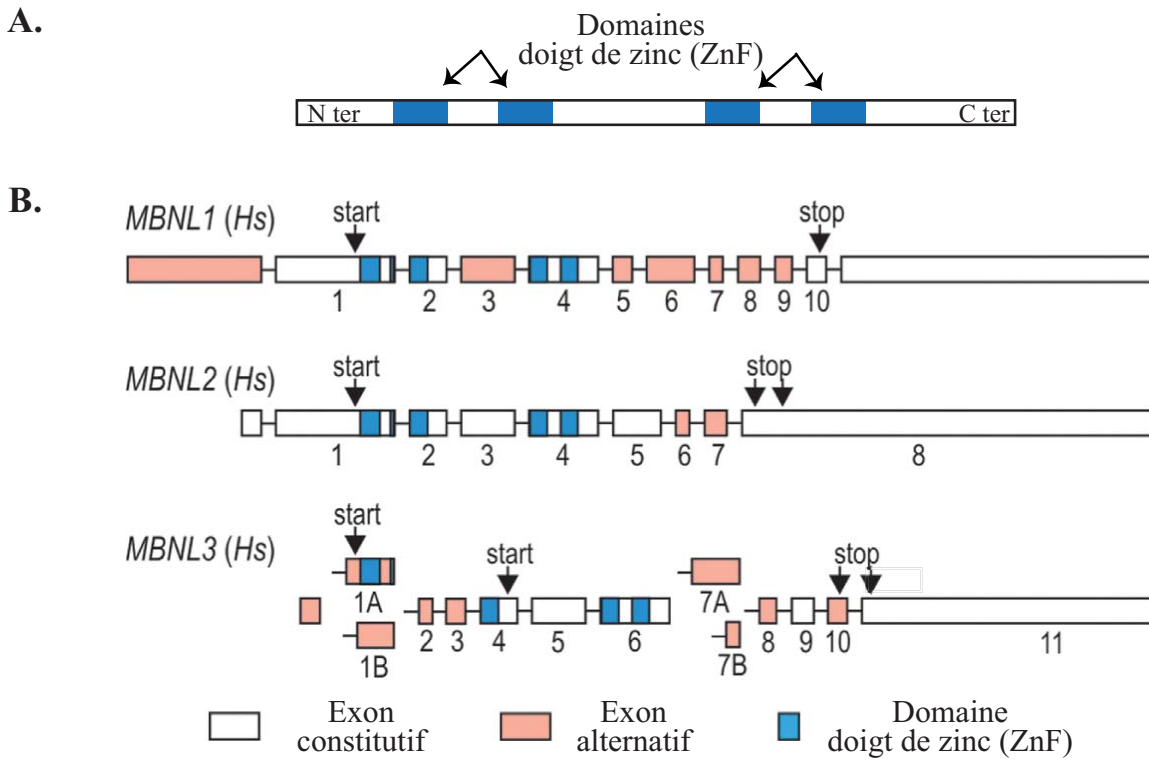 A.
Domaines
doigt de zinc (ZnF)
N ter
C ter
B.
MBNL1 (Hs)
start
stop
1 2 3 4 5 6 7 8 9 10
MBNL2 (Hs)
start
stop
1 2 3 4 5 6 7 8
MBNL3 (Hs)
start
start
stop
1A
7A
2 3 4 5 6 8 9 10 11
1B
7B
Exon
constitutif
Exon
alternatif
Domaine
doigt de zinc (ZnF)